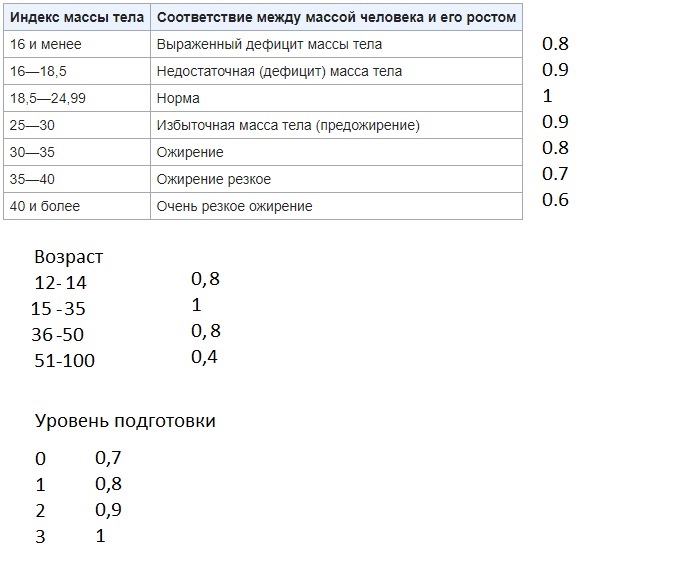 Индекс массы тела Соответствие между массой человека и его ростом
16 и менее Выраженный дефицит массы тела 0.8
16—18,5 Недостаточная (дефицит) масса тела 0.9
18,5—24,99 Норма 1
25—30 Избыточная масса тела (предожирение) 0.9
30—35 Ожирение 0.8
35—40 Ожирение резкое 0.7
40 и более Очень резкое ожирение 0.6
Возраст
12- 14 0, 8
15 -35 1
36 -50 0, 8
51-100 0,4
Уровень подготовки
0 0,7
1 0,8
2 0,9
3 1